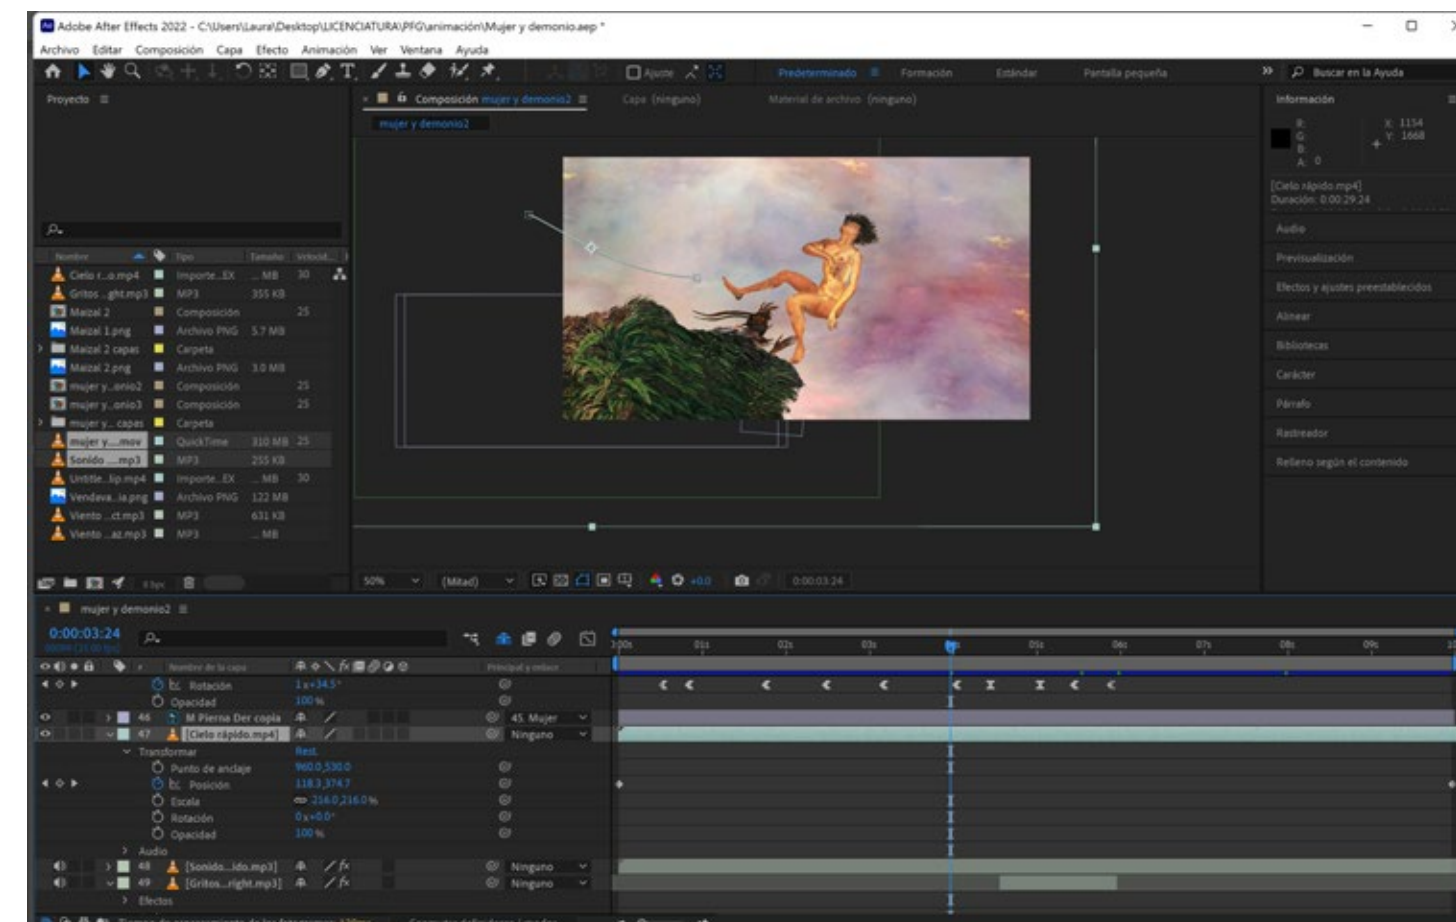 Adobe After Effects 2022 - C:\Users\Laura\Desktop\LICENCIATURA\PFG\animación\Mujer y demonio.aep *
Archivo Editar Composición Capa Efecto Animación Ver Ventana Ayuda
Ajuste Predeterminado Formación Estándar Pantalla pequeña Buscar en la Ayuda
Proyecto
Composición mujer y demonio2 Capa (ninguno) Material de archivo (ninguno)
mujer y demonio2
Información
R: X: 1154
G: Y: 1668
B:
A: 0
[Cielo rápido.mp4]
Duración: 0:00:29:24
Audio
Previsualización
Efectos y ajustes preestablecidos
Alinear
Bibliotecas
Carácter
Párrafo
Rastreador
Relleno según el contenido
Nombre Tipo Tamaño Velocid...
Cielo r...o.mp4 Importe...EX ... MB 30
Gritos ...ght.mp3 MP3 355 KB
Maizal 2 Composición 25
Maizal 1.png Archivo PNG 5.7 MB
Maizal 2 capas Carpeta
Maizal 2.png Archivo PNG 3.0 MB
mujer y...onio2 Composición 25
mujer y...onio3 Composición 25
mujer y... capas Carpeta
mujer y....mov QuickTime 310 MB 25
Sonido ....mp3 MP3 255 KB
Untitle...lip.mp4 Importe...EX ... MB 30
Vendava...ia.png Archivo PNG 122 MB
Viento ...ct.mp3 MP3 631 KB
Viento ...az.mp3 MP3 ... MB
8 bpc
50% (Mitad) +0.0 0:00:03:24
mujer y demonio2
0:00:03:24
01s 02s 03s 05s 06s 07s 08s 09s
Nombre de la capa Principal y enlace
Rotación 1x+34.5°
Opacidad 100 %
46 M Pierna Der copia 45. Mujer
47 [Cielo rápido.mp4] Ninguno
Transformar Rest.
Punto de anclaje 960.0,530.0
Posición 118.3,374.7
Escala 216.0,216.0 %
Rotación 0x+0.0°
Opacidad 100 %
Audio
48 [Sonido...ido.mp3] Ninguno
49 [Gritos...right.mp3] Ninguno
Efectos